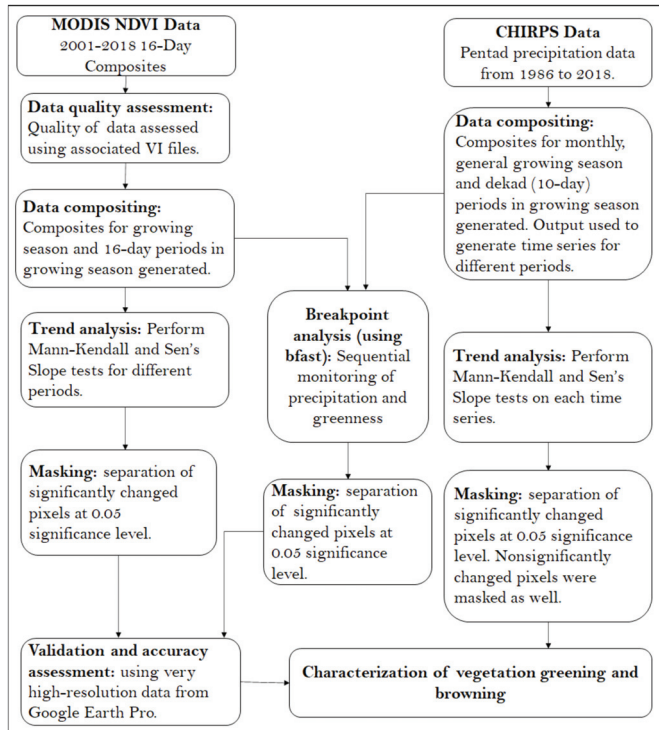 MODIS NDVI Data
2001-2018 16-Day
Composites
Data quality assessment:
Quality of data assessed
using associated VI files.
Data compositing:
Composites for growing
season and 16-day periods in
growing season generated.
Trend analysis: Perform
Mann-Kendall and Sen's
Slope tests for different
periods.
Masking: separation of
significantly changed
pixels at 0.05
significance level.
Validation and accuracy
assessment: using very
high-resolution data from
Google Earth Pro.
Breakpoint
analysis (using
bfast): Sequential
monitoring of
precipitation and
greenness
Masking: separation
of significantly
changed pixels at
0.05 significance
level.
CHIRPS Data
Pentad precipitation data
from 1986 to 2018.
Data compositing:
Composites for monthly,
general growing season
and dekad (10-day)
periods in growing season
generated. Output used to
generate time series for
different periods.
Trend analysis: Perform
Mann-Kendall and Sen's
Slope tests on each time
series.
Masking: separation of
significantly changed
pixels at 0.05 significance
level. Nonsignificantly
changed pixels were
masked as well.
Characterization of vegetation greening and
browning